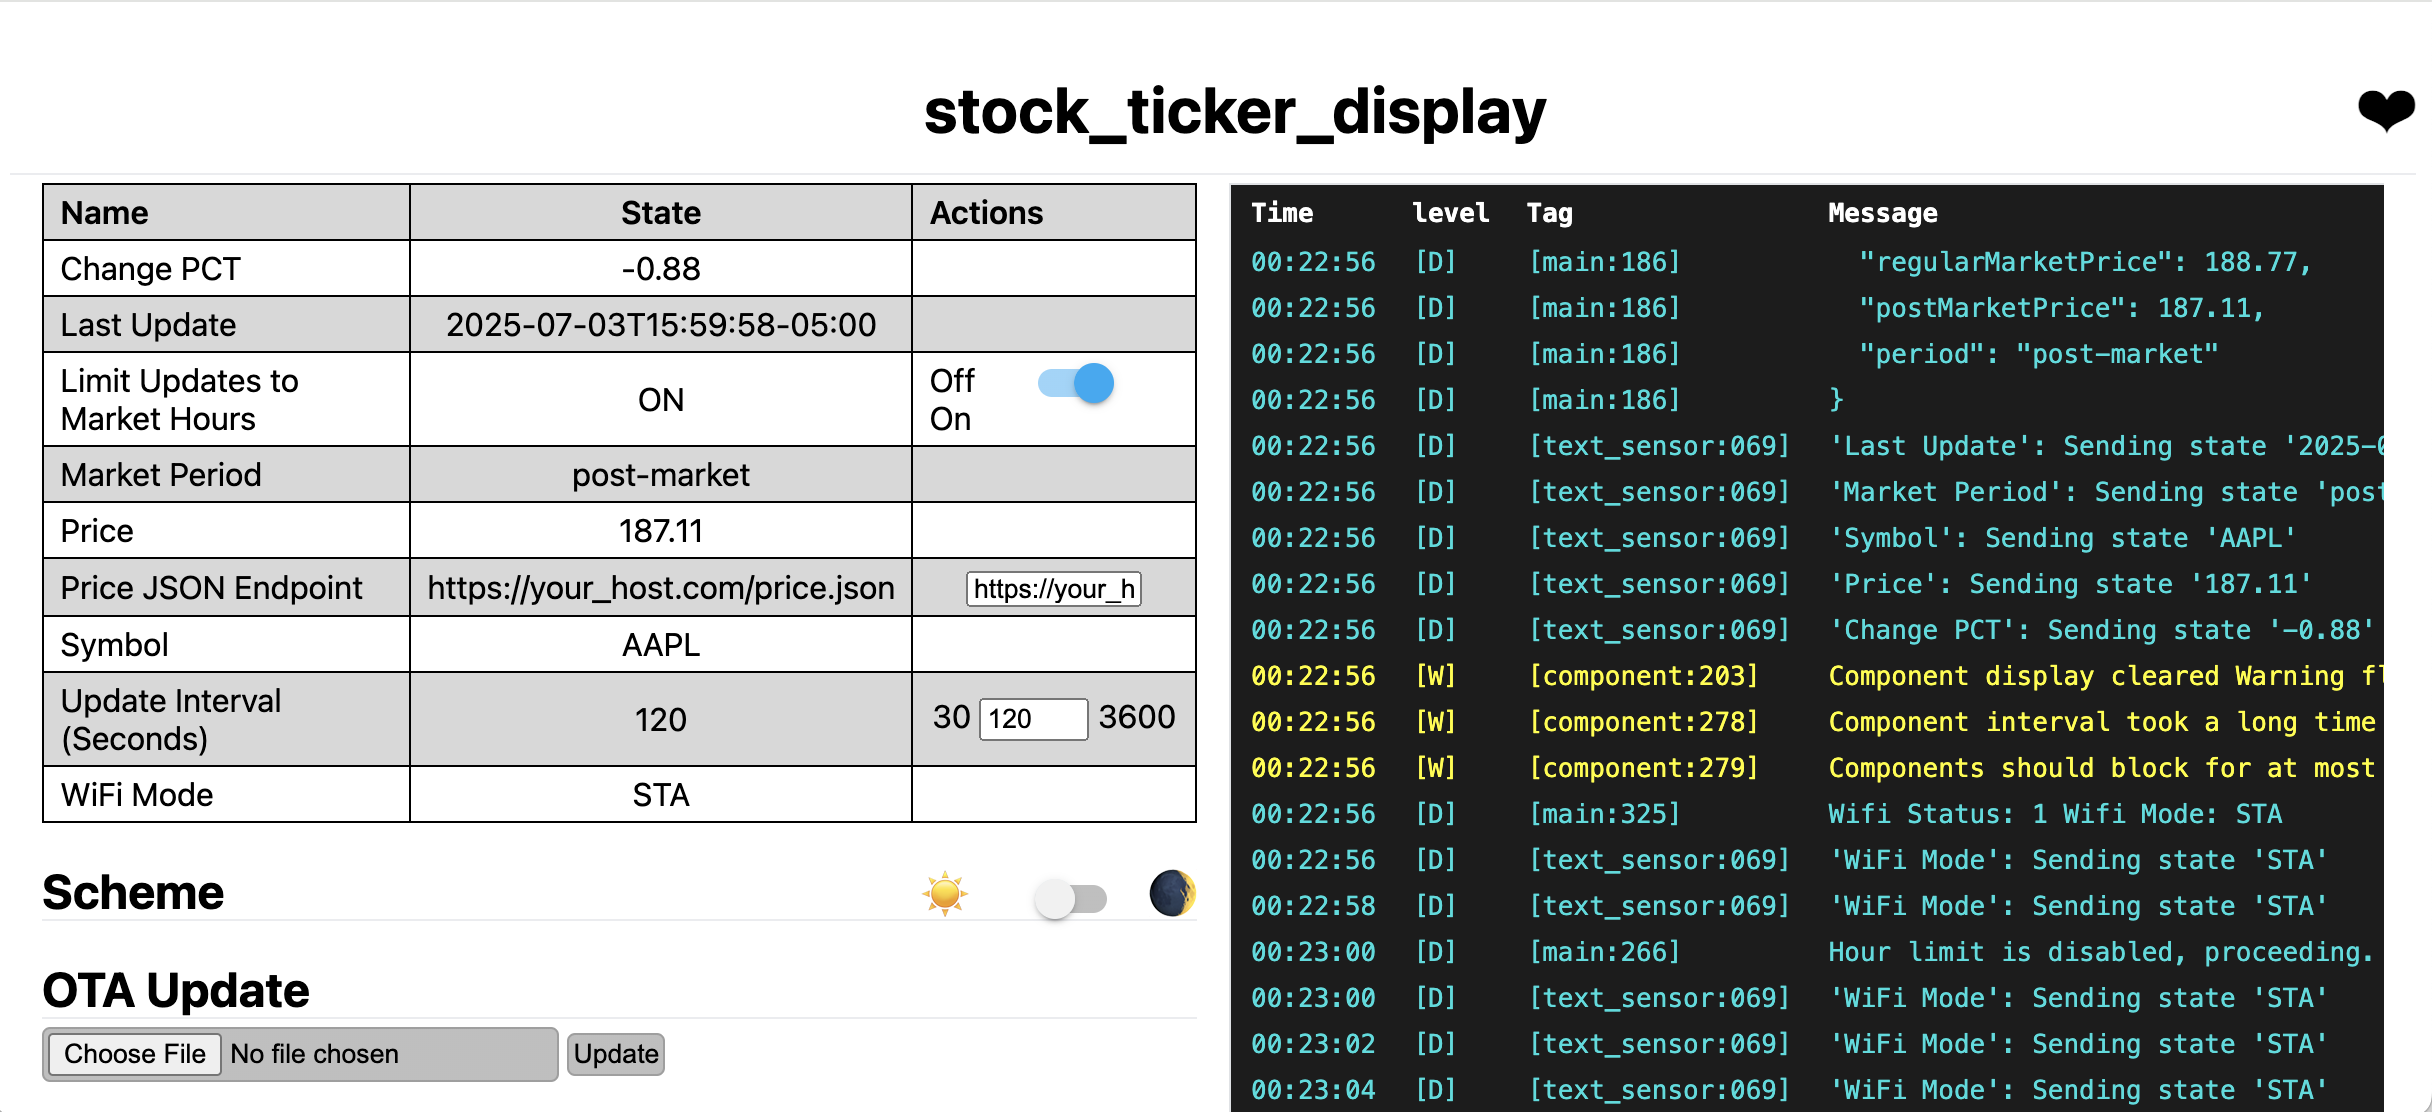 stock_ticker_display
Name State Actions
Change PCT -0.88
Last Update 2025-07-03T15:59:58-05:00
Limit Updates to
Market Hours
ON
Off
On
Market Period post-market
Price 187.11
Price JSON Endpoint https://your_host.com/price.json https://your_h
Symbol AAPL
Update Interval
(Seconds)
120
30 120 3600
WiFi Mode STA
Scheme
OTA Update
Choose File No file chosen Update
Time level Tag Message
00:22:56 [D] [main:186] "regularMarketPrice": 188.77,
00:22:56 [D] [main:186] "postMarketPrice": 187.11,
00:22:56 [D] [main:186] "period": "post-market"
00:22:56 [D] [main:186] }
00:22:56 [D] [text_sensor:069] 'Last Update': Sending state '2025-0
00:22:56 [D] [text_sensor:069] 'Market Period': Sending state 'post
00:22:56 [D] [text_sensor:069] 'Symbol': Sending state 'AAPL'
00:22:56 [D] [text_sensor:069] 'Price': Sending state '187.11'
00:22:56 [D] [text_sensor:069] 'Change PCT': Sending state '-0.88'
00:22:56 [W] [component:203] Component display cleared Warning fl
00:22:56 [W] [component:278] Component interval took a long time
00:22:56 [W] [component:279] Components should block for at most
00:22:56 [D] [main:325] Wifi Status: 1 Wifi Mode: STA
00:22:56 [D] [text_sensor:069] 'WiFi Mode': Sending state 'STA'
00:22:58 [D] [text_sensor:069] 'WiFi Mode': Sending state 'STA'
00:23:00 [D] [main:266] Hour limit is disabled, proceeding.
00:23:00 [D] [text_sensor:069] 'WiFi Mode': Sending state 'STA'
00:23:02 [D] [text_sensor:069] 'WiFi Mode': Sending state 'STA'
00:23:04 [D] [text_sensor:069] 'WiFi Mode': Sending state 'STA'